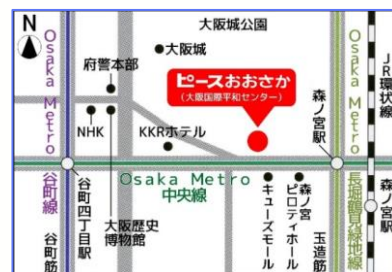 N
大阪城公園
大阪城
府警本部
ピースおおさか
(大阪国際平和センター)
NHK
KKRホテル
大阪歴史
博物館
Osaka Metro
谷町線
谷町四丁目駅
谷町筋
Osaka Metro
中央線
キューズモール
森ノ宮
ピロティホール
玉造筋
森ノ宮駅
Osaka Metro
長堀鶴見緑地線
JR環状線
森ノ宮駅